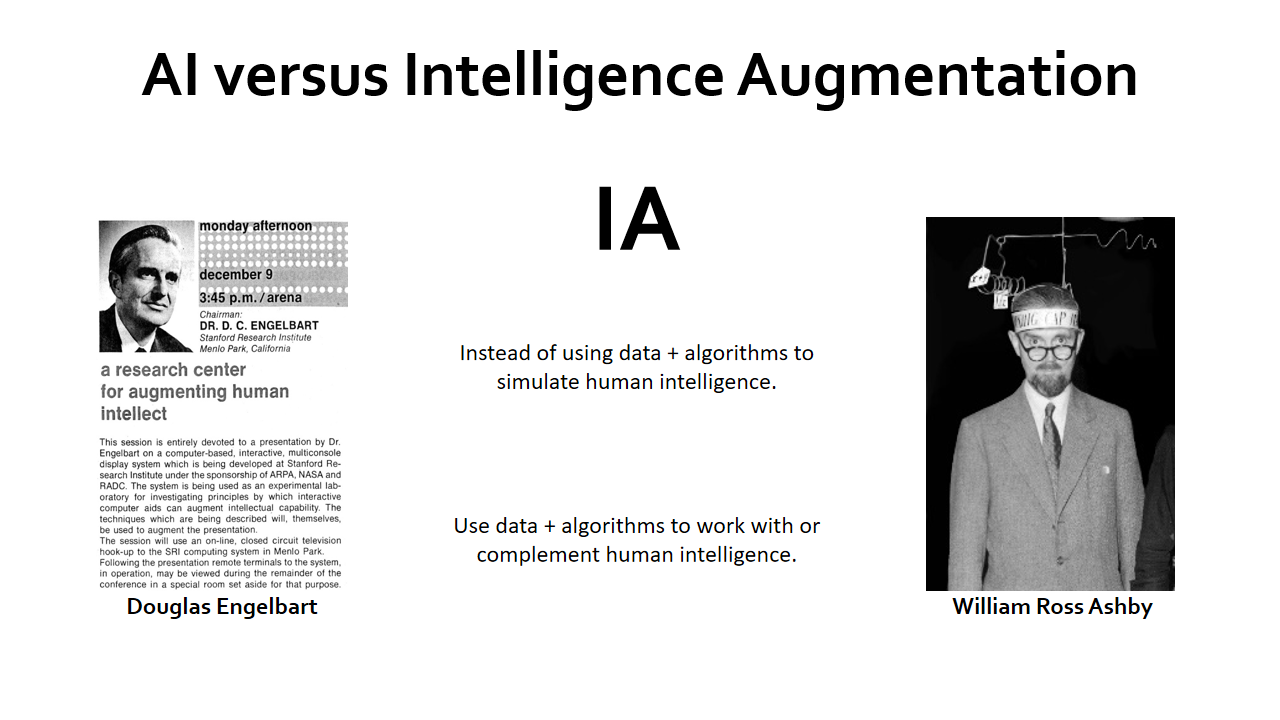 AI versus Intelligence Augmentation
IA
monday afternoon
december 9
3:45 p.m. / arena
Chairman:
DR. D. C. ENGELBART
Stanford Research Institute
Menlo Park, California
a research center
for augmenting human
intellect
This session is entirely devoted to a presentation by Dr.
Engelbart on a computer-based, interactive, multiconsole
display system which is being developed at Stanford Re-
search Institute under the sponsorship of ARPA, NASA and
RADC. The system is being used as an experimental lab-
oratory for investigating principles by which interactive
computer aids can augment intellectual capability. The
techniques which are being described will, themselves,
be used to augment the presentation.
The session will use an on-line, closed circuit television
hook-up to the SRI computing system in Menlo Park.
Following the presentation remote terminals to the system,
in operation, may be viewed during the remainder of the
conference in a special room set aside for that purpose.
Douglas Engelbart
Instead of using data + algorithms to
simulate human intelligence.
Use data + algorithms to work with or
complement human intelligence.
CAP
William Ross Ashby